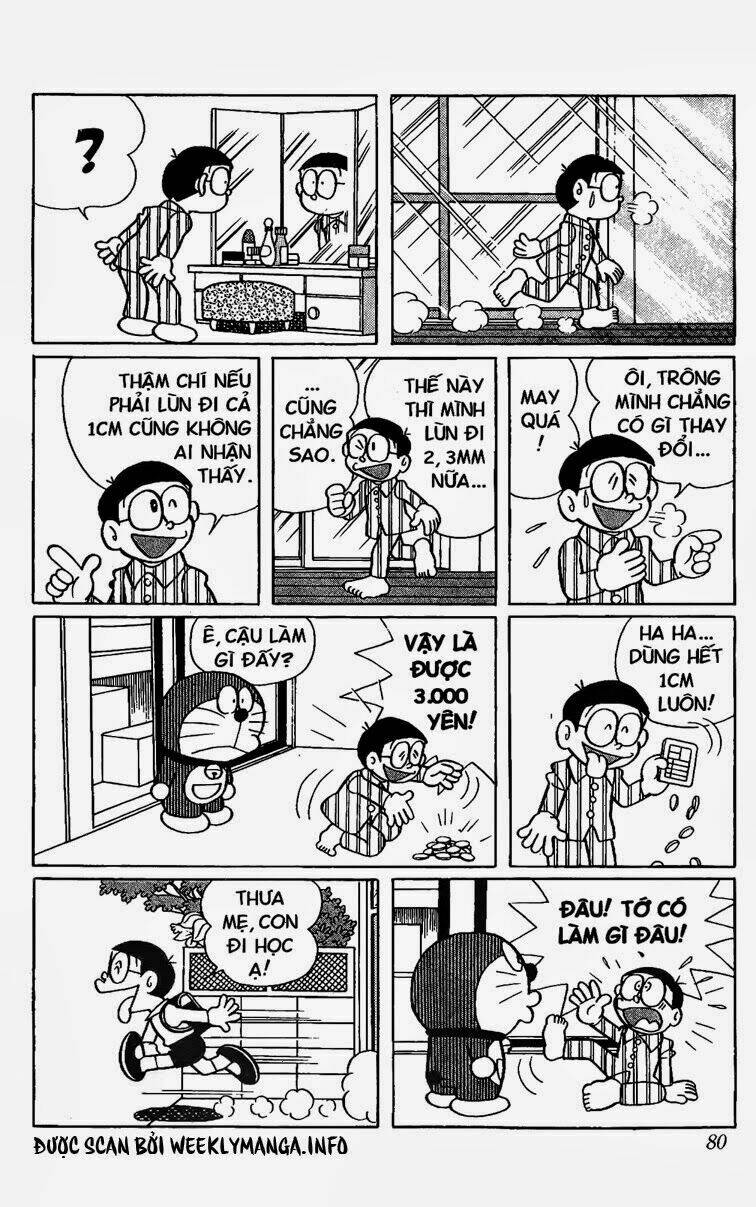 ?
ÔI, TRÔNG
MÌNH CHẲNG
CÓ GÌ THAY
ĐỔI...
MAY
QUÁ
!
THẾ NÀY
THÌ MÌNH
LÙN ĐI
2, 3MM
NỮA...
...
CŨNG
CHẲNG
SAO.
THẬM CHÍ NẾU
PHẢI LÙN ĐI CẢ
1CM CŨNG KHÔNG
AI NHẬN
THẤY.
HA HA...
DÙNG HẾT
1CM
LUÔN!
VẬY LÀ
ĐƯỢC
3.000
YÊN!
Ê, CẬU LÀM
GÌ ĐẤY?
ĐÂU! TỚ CÓ
LÀM GÌ ĐÂU!
THƯA
MẸ, CON
ĐI HỌC
Ạ!
ĐƯỢC SCAN BỞI WEEKLYMANGA.INFO
80